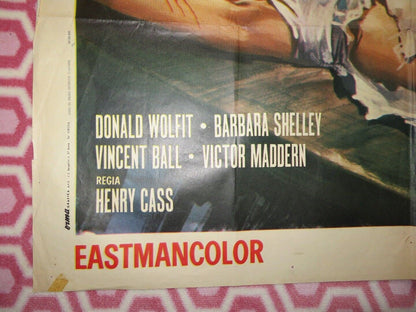 DONALD WOLFIT • BARBARA SHELLEY
VINCENT BALL • VICTOR MADDERN
REGIA
HENRY CASS
EASTMANCOLOR